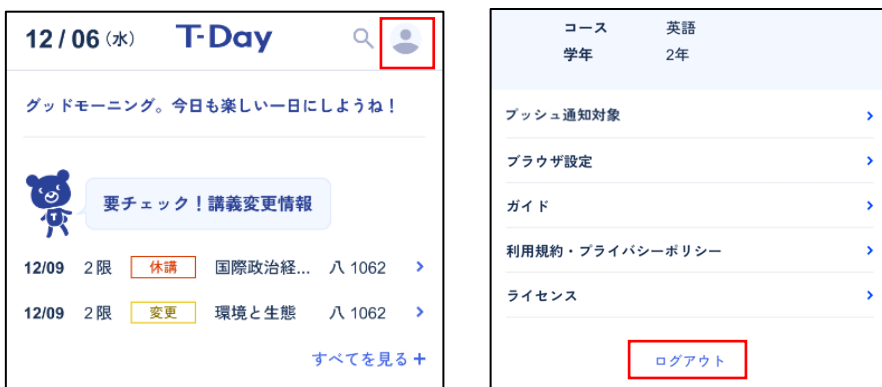 12/06(水) T-Day
グッドモーニング。今日も楽しい一日にしようね！
要チェック！講義変更情報
12/09 2限 休講 国際政治経... 八 1062
12/09 2限 変更 環境と生態 八 1062
すべてを見る+
コース 英語
学年 2年
プッシュ通知対象
ブラウザ設定
ガイド
利用規約・プライバシーポリシー
ライセンス
ログアウト